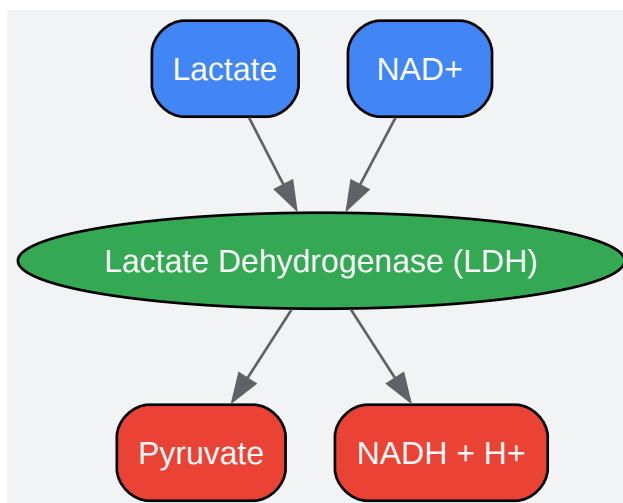 Lactate
NAD+
Lactate Dehydrogenase (LDH)
Pyruvate
NADH + H+